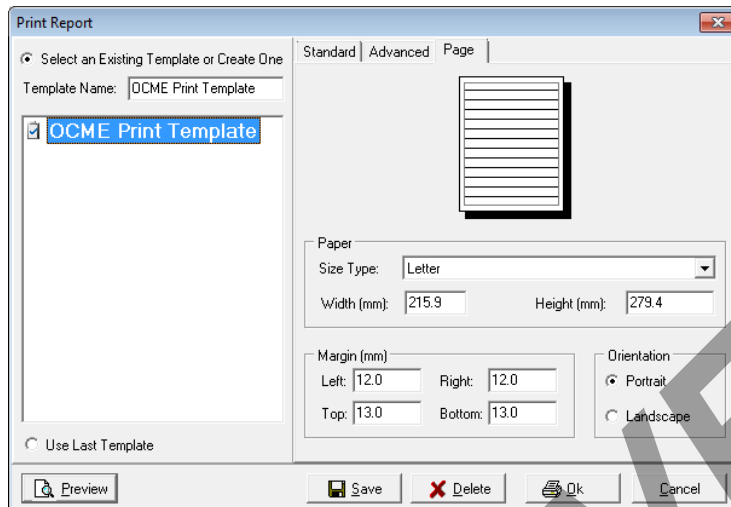 Print Report
Select an Existing Template or Create One
Template Name: OCME Print Template
OCME Print Template
Use Last Template
Standard Advanced Page
Paper
Size Type: Letter
Width (mm): 215.9 Height (mm): 279.4
Margin (mm)
Left: 12.0 Right: 12.0
Top: 13.0 Bottom: 13.0
Orientation
Portrait
Landscape
Preview Save Delete Ok Cancel